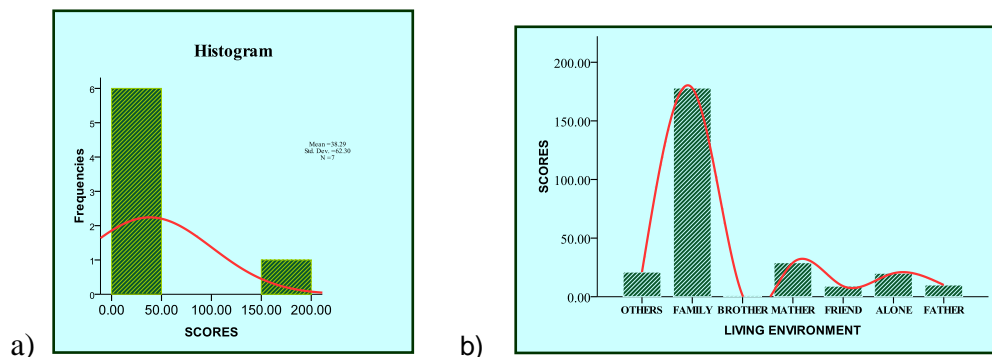 Histogram
6
5
4
3
2
1
0
Frequencies
Mean =38.29
Std. Dev. =62.30
N =7
0.00 50.00 100.00 150.00 200.00
SCORES
a)
200.00
150.00
100.00
50.00
0.00
SCORES
OTHERS FAMILY BROTHER MATHER FRIEND ALONE FATHER
LIVING ENVIRONMENT
b)